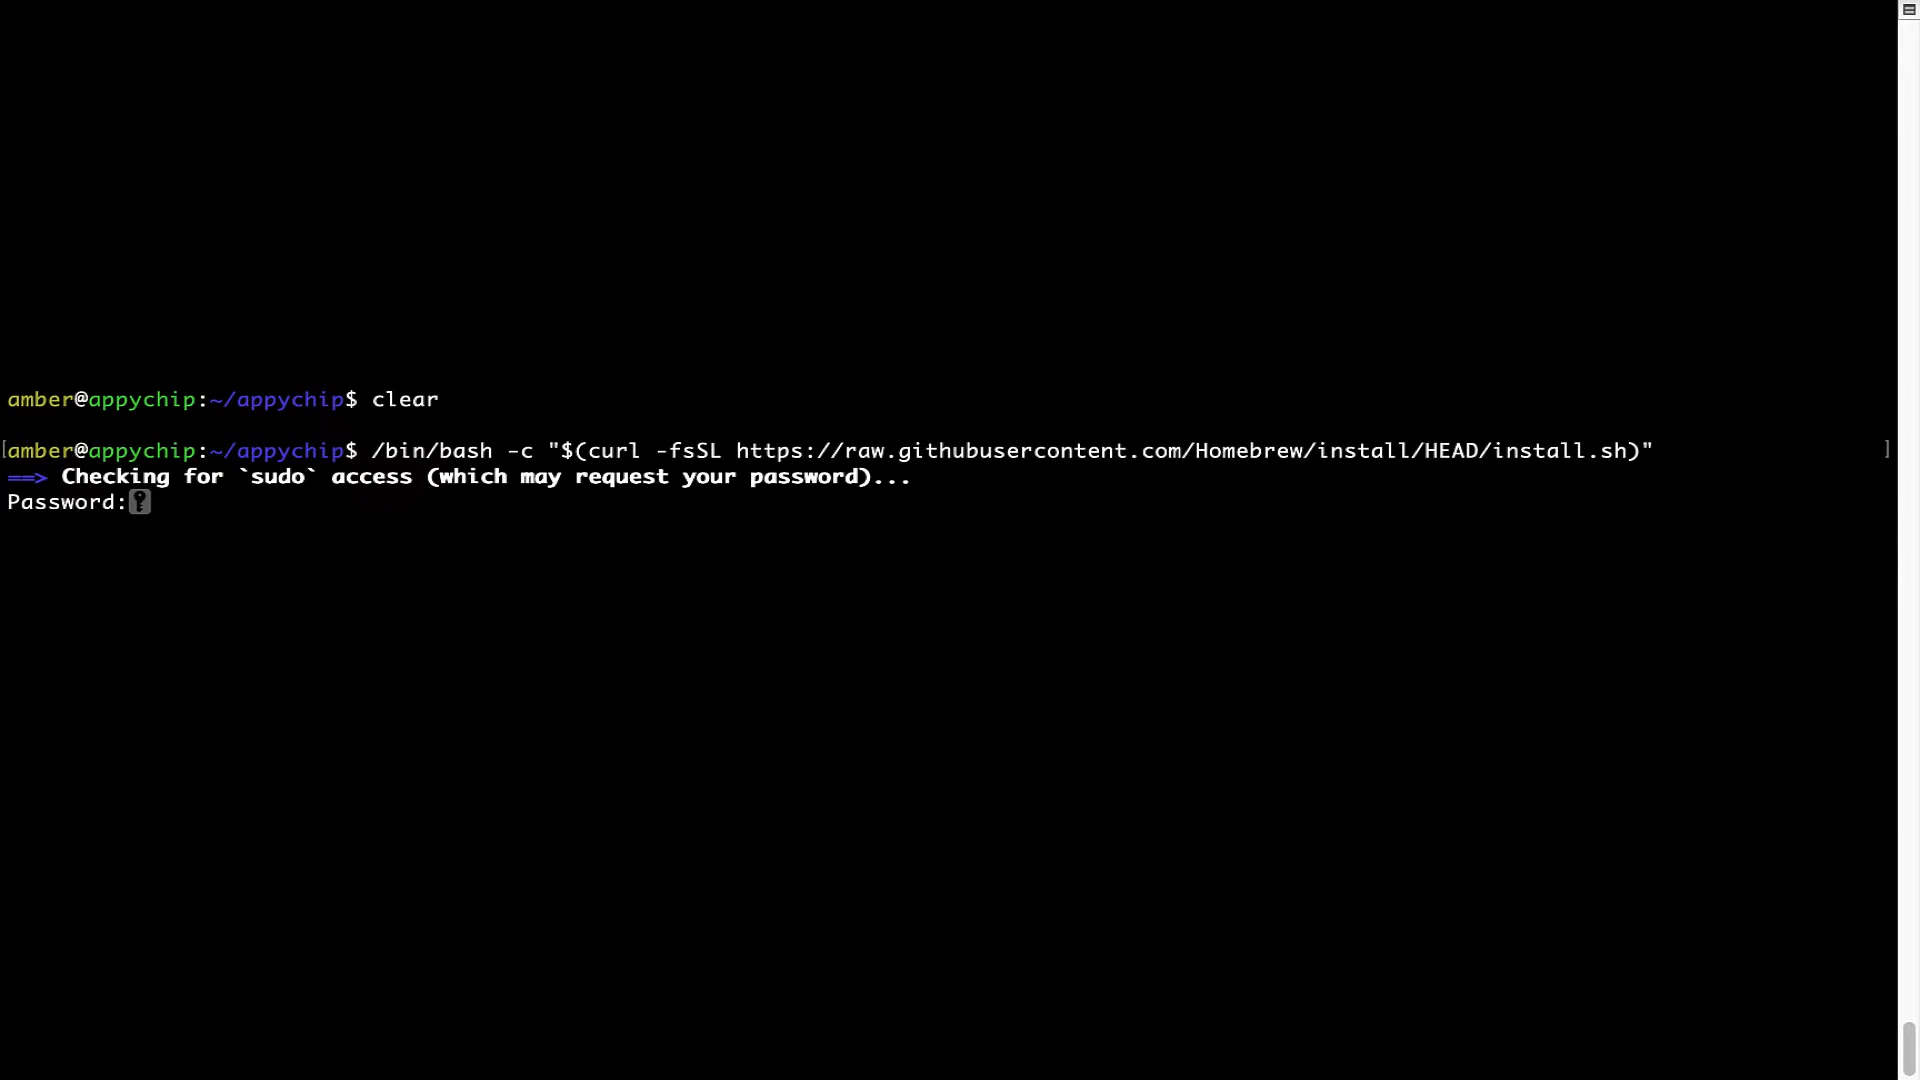 amber@appychip:~/appychip$ clear
[amber@appychip:~/appychip$ /bin/bash -c "$(curl -fsSL https://raw.githubusercontent.com/Homebrew/install/HEAD/install.sh)" ]
==> Checking for `sudo` access (which may request your password)...
Password: